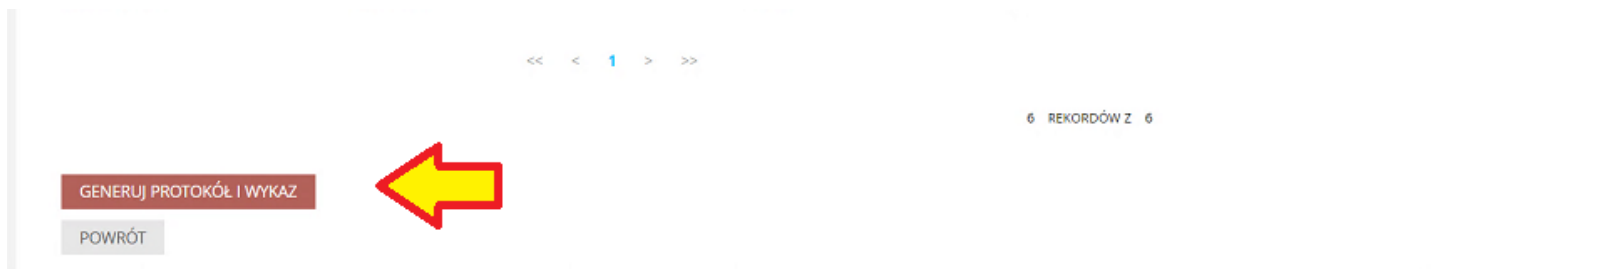 << < 1 > >>
6 REKORDÓW Z 6
GENERUJ PROTOKÓŁ I WYKAZ
POWRÓT